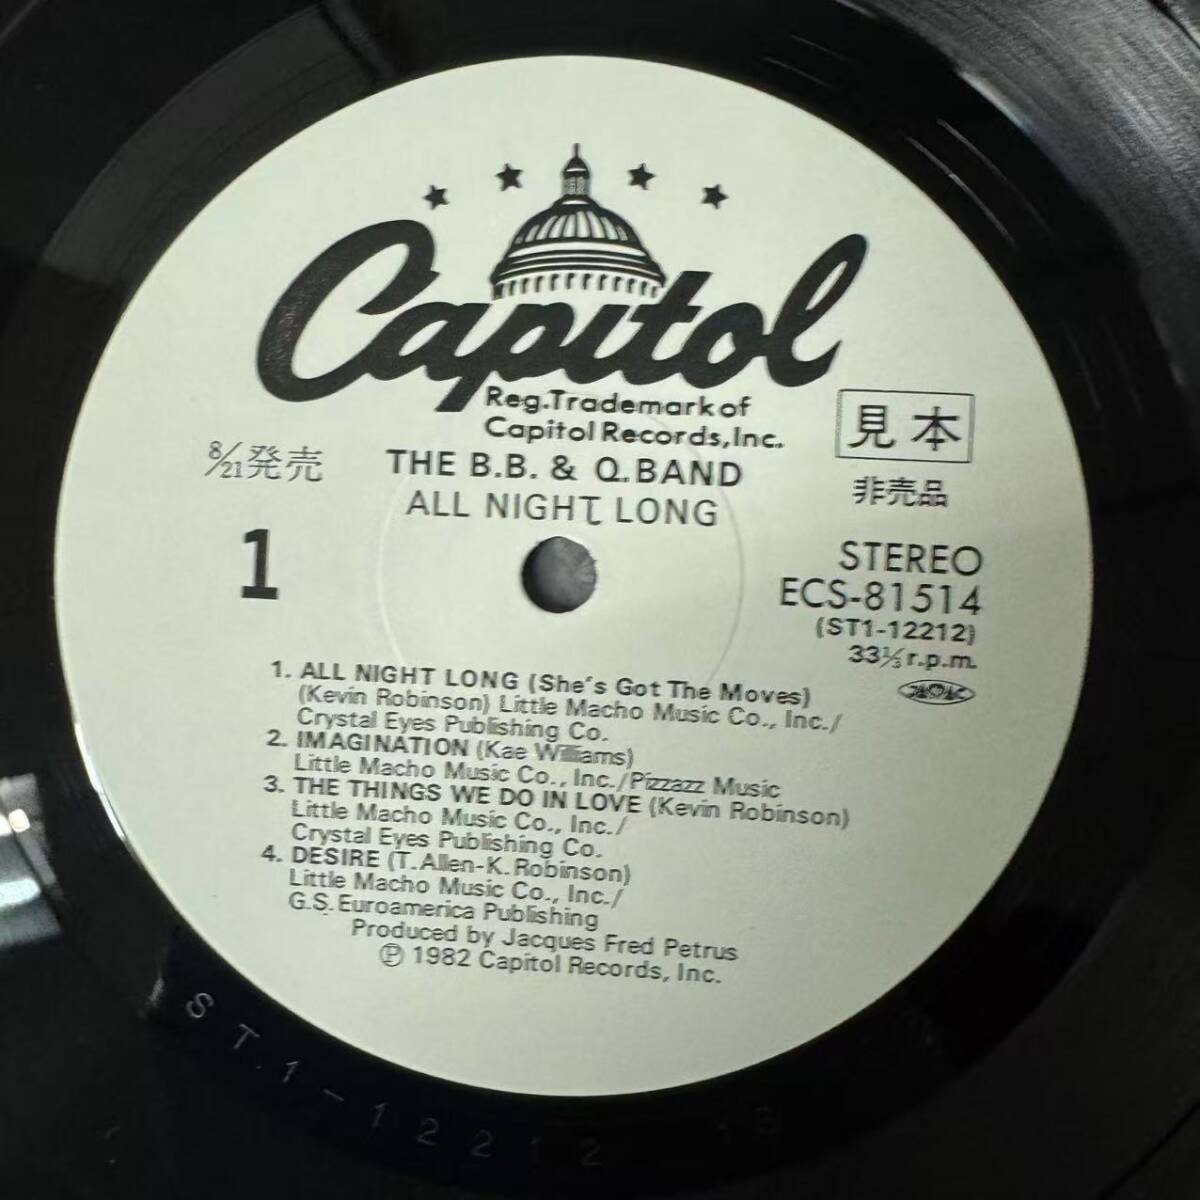 Capitol
Reg.Trademark of
Capitol Records, Inc.
見本
非売品
8/21発売
THE B.B. & Q. BAND
ALL NIGHT LONG
1
STEREO
ECS-81514
(ST1-12212)
33⅓ r.p.m.
1. ALL NIGHT LONG (She's Got The Moves)
(Kevin Robinson) Little Macho Music Co., Inc./
Crystal Eyes Publishing Co.
2. IMAGINATION (Kae Williams)
Little Macho Music Co., Inc./Pizzazz Music
3. THE THINGS WE DO IN LOVE (Kevin Robinson)
Little Macho Music Co., Inc./
Crystal Eyes Publishing Co.
4. DESIRE (T. Allen-K. Robinson)
Little Macho Music Co., Inc./
G.S. Euroamerica Publishing
Produced by Jacques Fred Petrus
℗ 1982 Capitol Records, Inc.
ST.1-12212